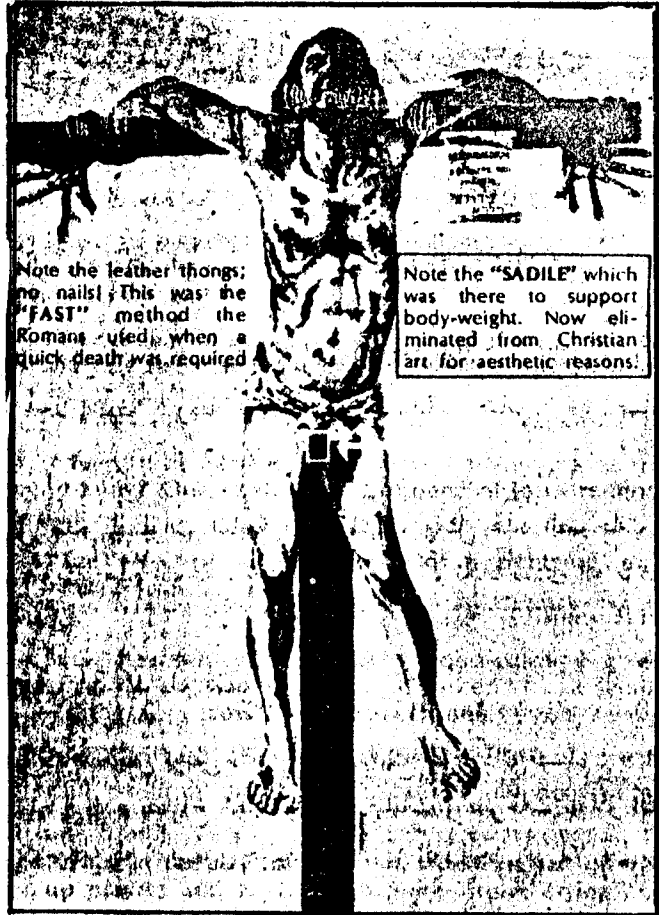 Note the leather thongs;
no nails! This was the
"FAST" method the
Romans used, when a
quick death was required
Note the "SADILE" which
was there to support
body-weight. Now eli-
minated from Christian
art for aesthetic reasons!